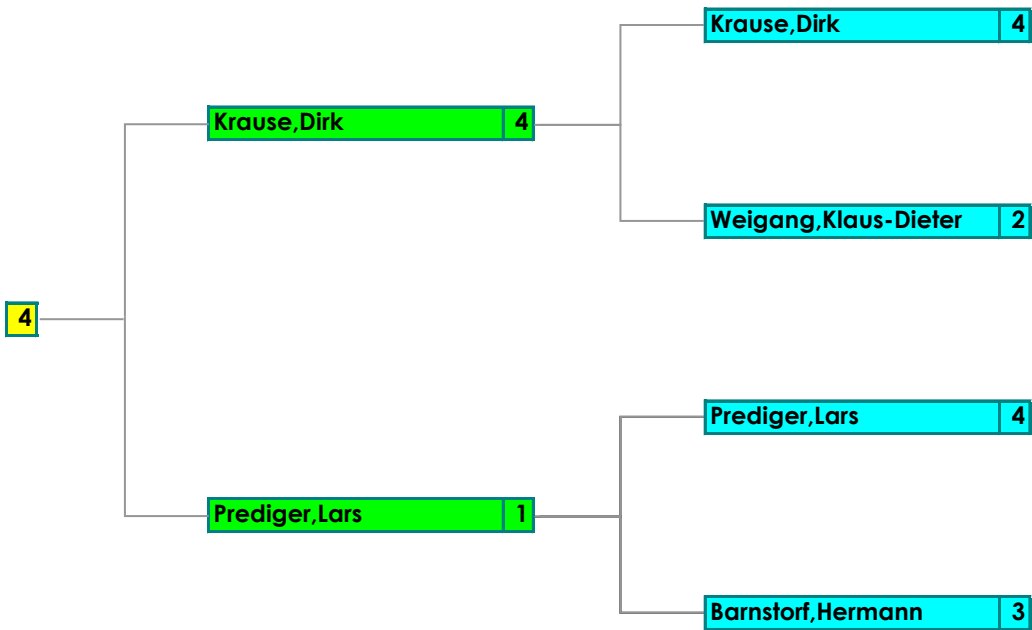 Krause,Dirk 4
Krause,Dirk 4
Weigang,Klaus-Dieter 2
4
Prediger,Lars 4
Prediger,Lars 1
Barnstorf,Hermann 3